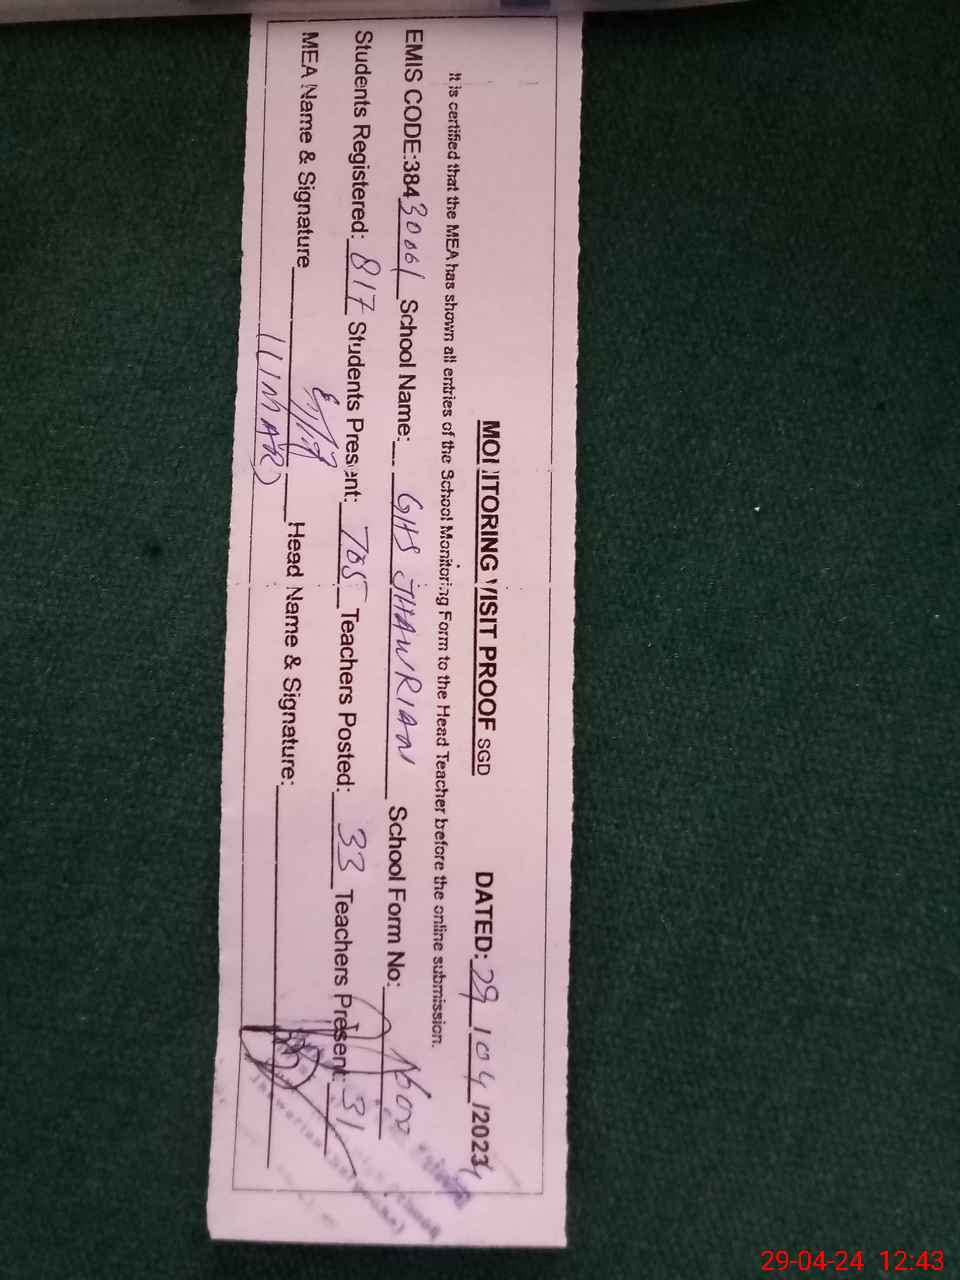 MONITORING VISIT PROOF SGD DATED: 29/04/2024
It is certified that the MEA has shown all entries of the School Monitoring Form to the Head Teacher before the online submission.
EMIS CODE:38430061 School Name: GHS JHAWRIAN School Form No:
Students Registered: 817 Students Present: 705 Teachers Posted: 33 Teachers Present: 31
MEA Name & Signature Head Name & Signature:
(UMAR)
29-04-24 12:43